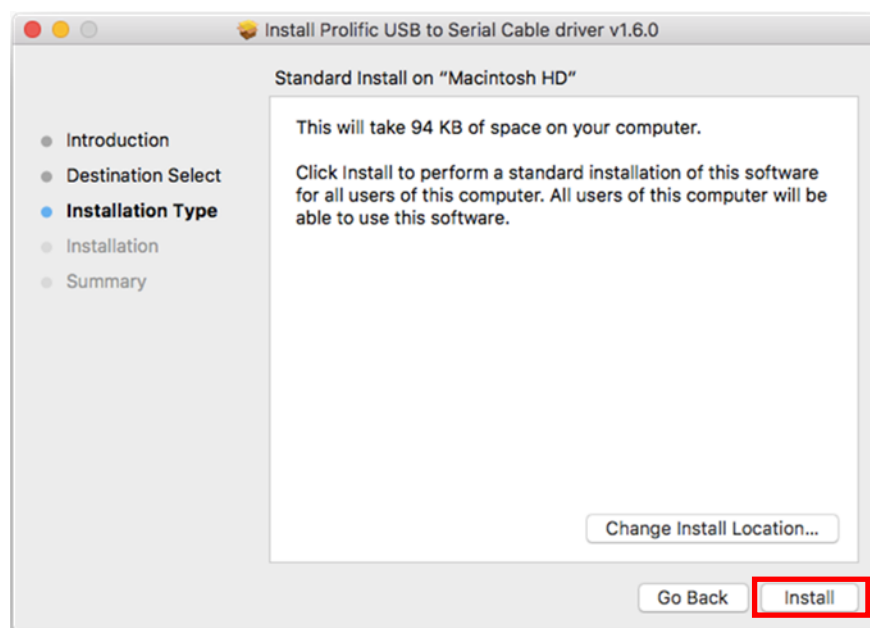 Install Prolific USB to Serial Cable driver v1.6.0
Standard Install on “Macintosh HD”
Introduction
Destination Select
Installation Type
Installation
Summary
This will take 94 KB of space on your computer.
Click Install to perform a standard installation of this software
for all users of this computer. All users of this computer will be
able to use this software.
Change Install Location...
Go Back
Install